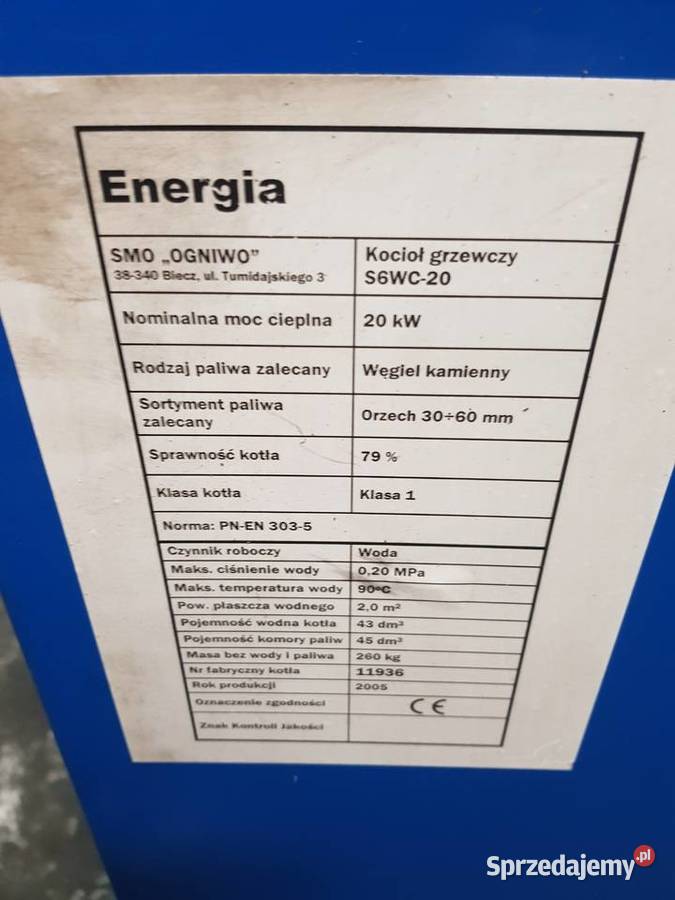 Energia
SMO „OGNIWO”
38-340 Biecz, ul. Tumidajskiego 3
Kocioł grzewczy
S6WC-20
Nominalna moc cieplna 20 kW
Rodzaj paliwa zalecany Węgiel kamienny
Sortyment paliwa
zalecany
Orzech 30÷60 mm
Sprawność kotła 79 %
Klasa kotła Klasa 1
Norma: PN-EN 303-5
Czynnik roboczy Woda
Maks. ciśnienie wody 0,20 MPa
Maks. temperatura wody 90°C
Pow. płaszcza wodnego 2,0 m²
Pojemność wodna kotła 43 dm³
Pojemność komory paliw 45 dm³
Masa bez wody i paliwa 260 kg
Nr fabryczny kotła 11936
Rok produkcji 2005
Oznaczenie zgodności CE
Znak Kontroli Jakości
Sprzedajemy.pl